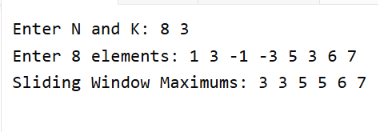 Enter N and K: 8 3
Enter 8 elements: 1 3 -1 -3 5 3 6 7
Sliding Window Maximums: 3 3 5 5 6 7